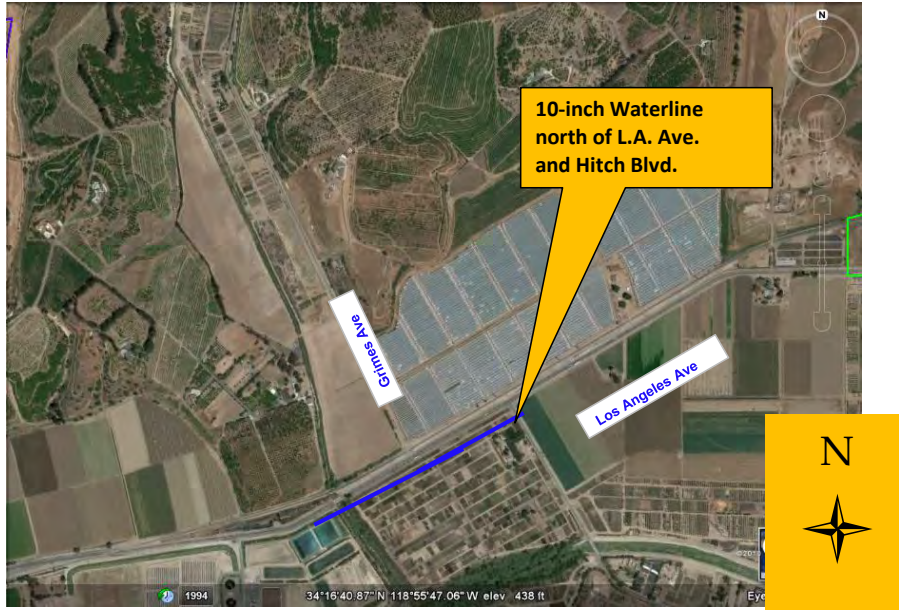 N
10-inch Waterline
north of L.A. Ave.
and Hitch Blvd.
Grimes Ave
Los Angeles Ave
N
1994
34°16'40.87" N 118°55'47.06" W elev 438 ft
Eye